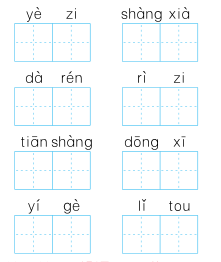 yè zi shàng xià
dà rén rì zi
tiān shàng dōng xī
yí gè lǐ tou